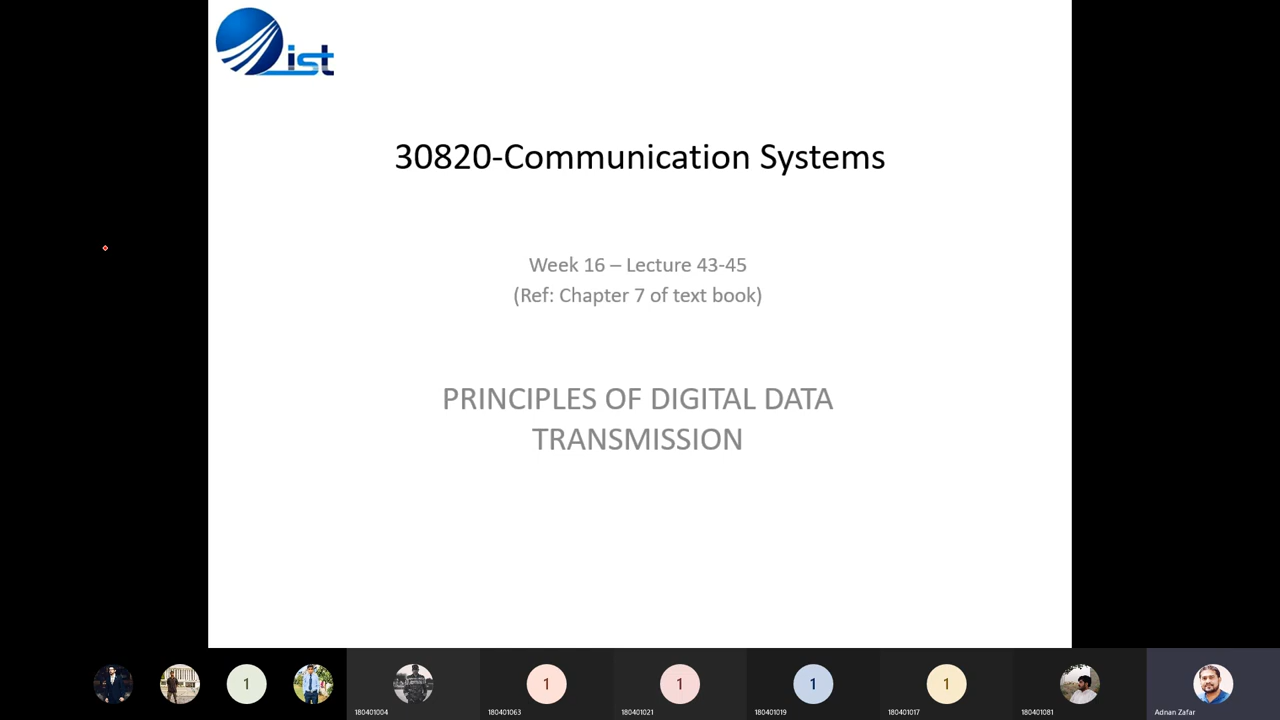 ist
30820-Communication Systems
Week 16 – Lecture 43-45
(Ref: Chapter 7 of text book)
PRINCIPLES OF DIGITAL DATA
TRANSMISSION
1
1
1
1
1
180401004
180401063
180401021
180401019
180401017
180401081
Adnan Zafar